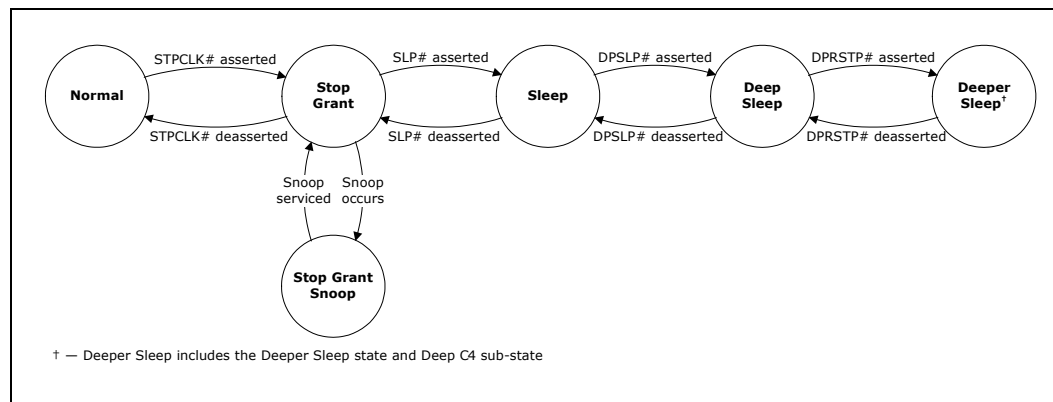 STPCLK# asserted
SLP# asserted
DPSLP# asserted
DPRSTP# asserted
Normal
Stop
Grant
Sleep
Deep
Sleep
Deeper
Sleep†
STPCLK# deasserted
SLP# deasserted
DPSLP# deasserted
DPRSTP# deasserted
Snoop
serviced
Snoop
occurs
Stop Grant
Snoop
† — Deeper Sleep includes the Deeper Sleep state and Deep C4 sub-state